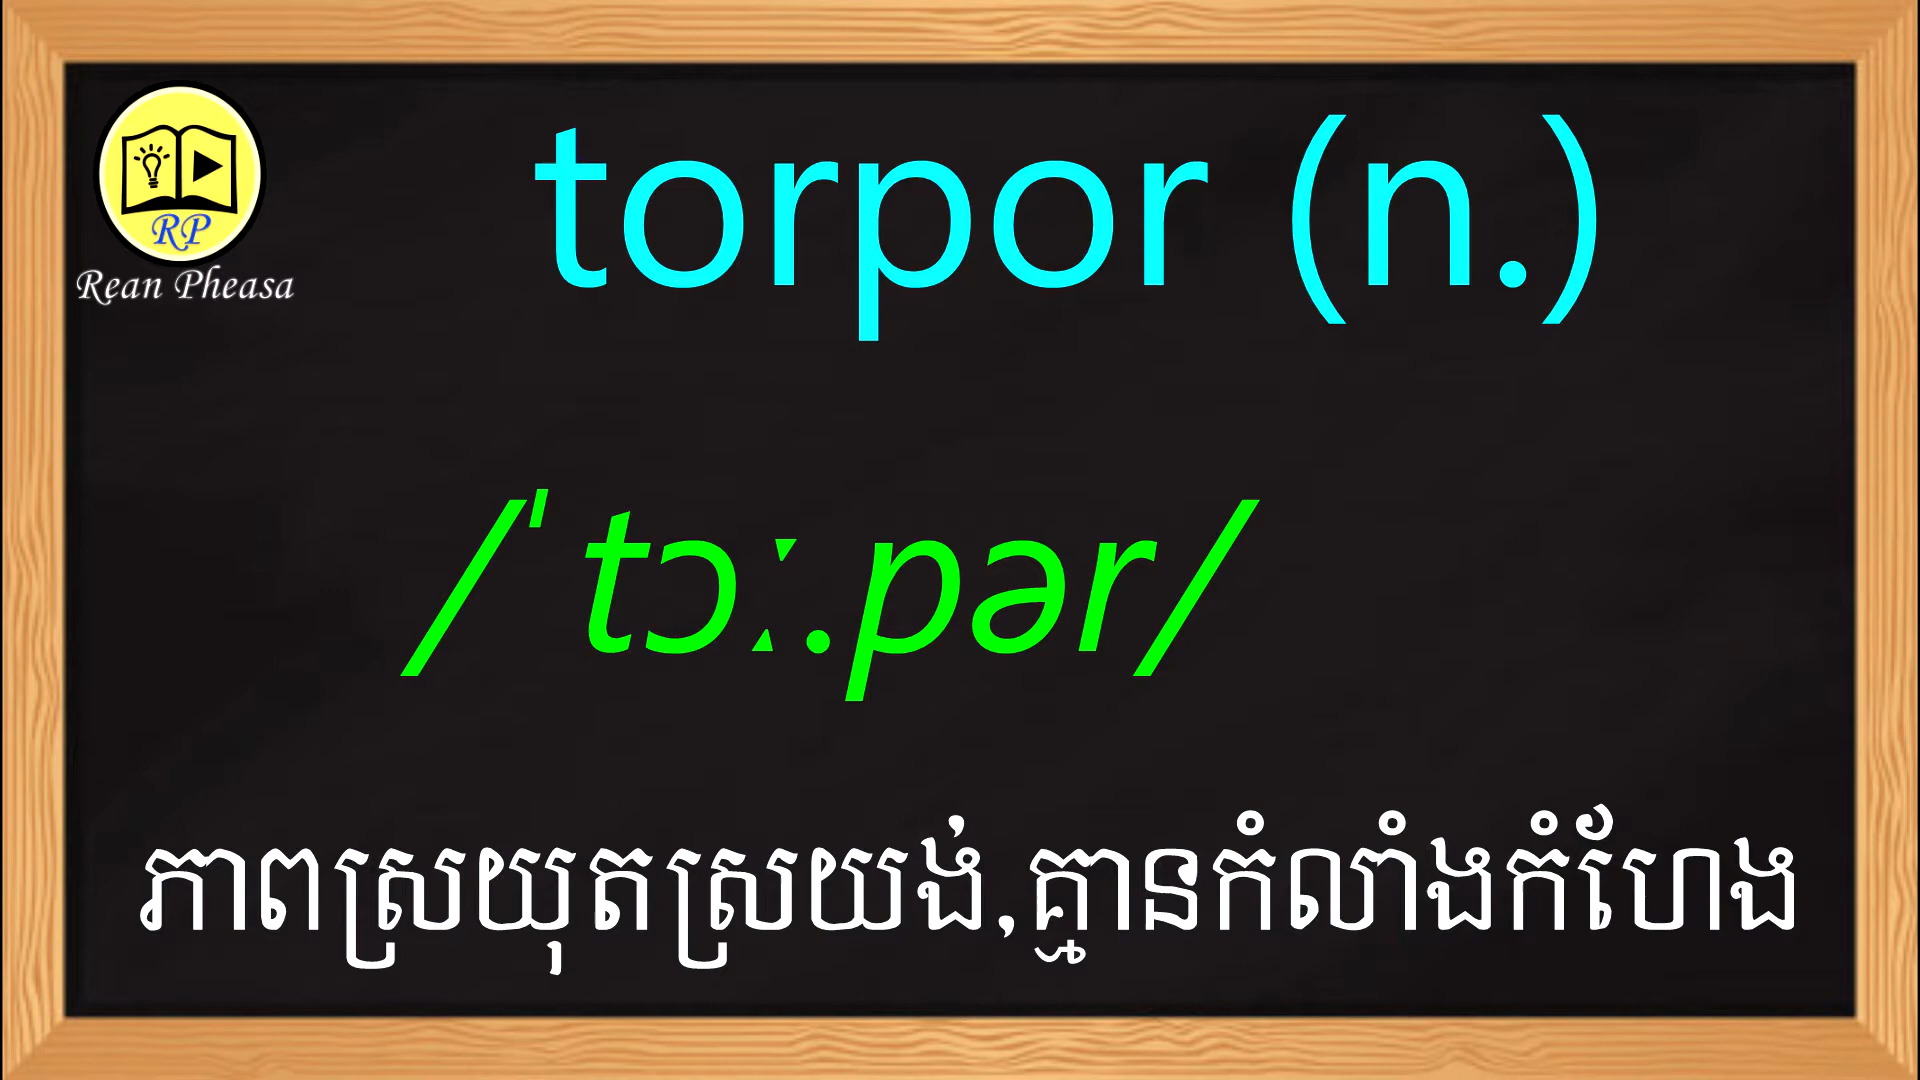 RP
Rean Pheasa
torpor (n.)
/ˈtɔː.pər/
ភាពស្រយុតស្រយង់,គ្មានកំលាំងកំហែង